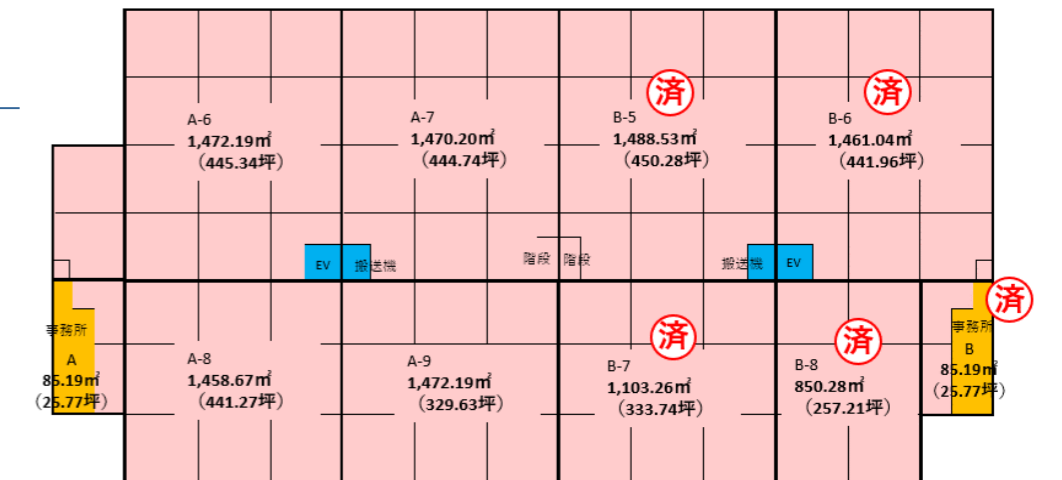 済
済
A-6
1,472.19㎡
（445.34坪）
A-7
1,470.20㎡
（444.74坪）
B-5
1,488.53㎡
（450.28坪）
B-6
1,461.04㎡
（441.96坪）
EV
搬送機
階段
階段
搬送機
EV
済
事務所
A
85.19㎡
（25.77坪）
A-8
1,458.67㎡
（441.27坪）
A-9
1,472.19㎡
（329.63坪）
済
B-7
1,103.26㎡
（333.74坪）
済
B-8
850.28㎡
（257.21坪）
事務所
B
85.19㎡
（25.77坪）